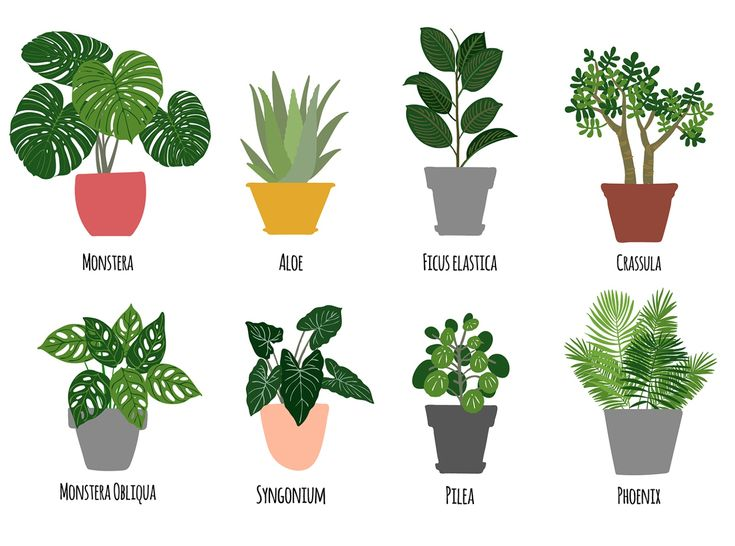 Monstera
Aloe
Ficus elastica
Crassula
Monstera Obliqua
Syngonium
Pilea
Phoenix